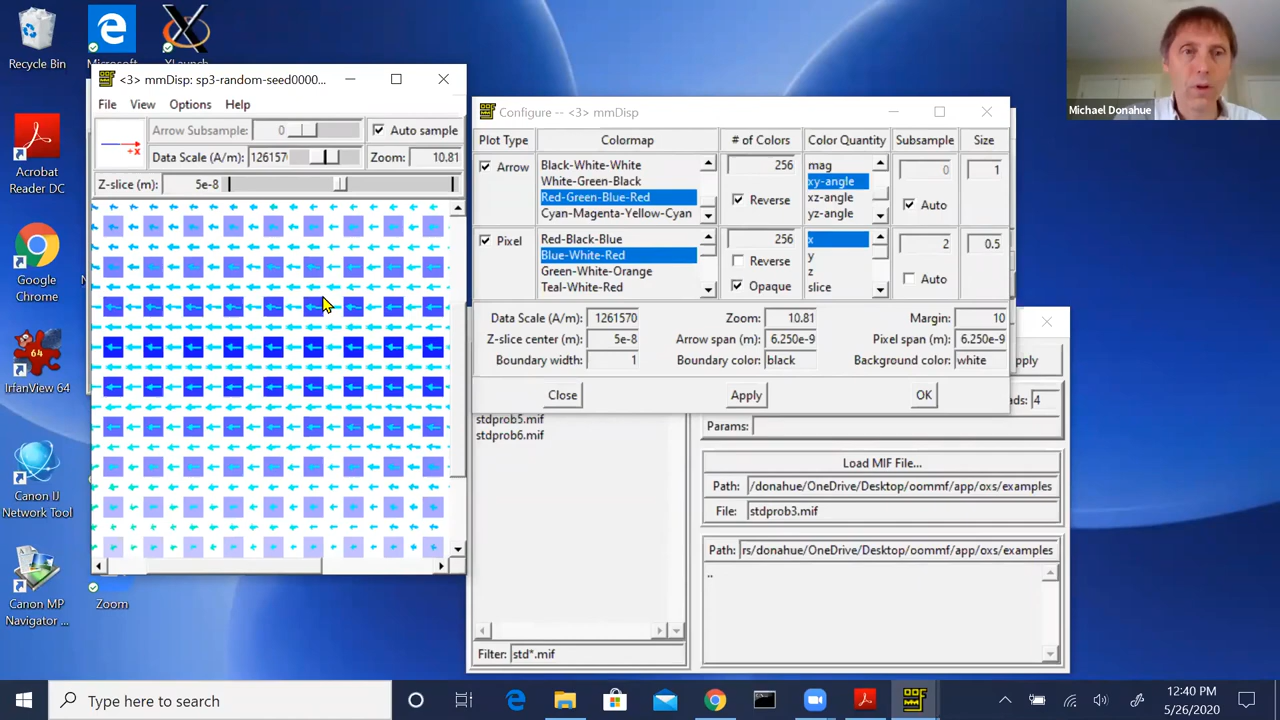 Recycle Bin
Acrobat
Reader DC
Google
Chrome
64
IrfanView 64
Canon IJ
Network Tool
Canon MP
Navigator ...
Zoom
<3> mmDisp: sp3-random-seed0000...
File View Options Help
+X
Arrow Subsample: 0 Auto sample
Data Scale (A/m): 126157 Zoom: 10.81
Z-slice (m): 5e-8
Configure -- <3> mmDisp
Plot Type Colormap # of Colors Color Quantity Subsample Size
Arrow
Black-White-White
White-Green-Black
Red-Green-Blue-Red
Cyan-Magenta-Yellow-Cyan
256
Reverse
mag
xy-angle
xz-angle
yz-angle
0
Auto
1
Pixel
Red-Black-Blue
Blue-White-Red
Green-White-Orange
Teal-White-Red
256
Reverse
Opaque
x
y
z
slice
2
Auto
0.5
Data Scale (A/m): 1261570 Zoom: 10.81 Margin: 10
Z-slice center (m): 5e-8 Arrow span (m): 6.250e-9 Pixel span (m): 6.250e-9
Boundary width: 1 Boundary color: black Background color: white
Close Apply OK
stdprob5.mif
stdprob6.mif
Filter: std*.mif
4
Params:
Load MIF File...
Path: /donahue/OneDrive/Desktop/oommf/app/oxs/examples
File: stdprob3.mif
Path: rs/donahue/OneDrive/Desktop/oommf/app/oxs/examples
..
Michael Donahue
Type here to search
12:40 PM
5/26/2020